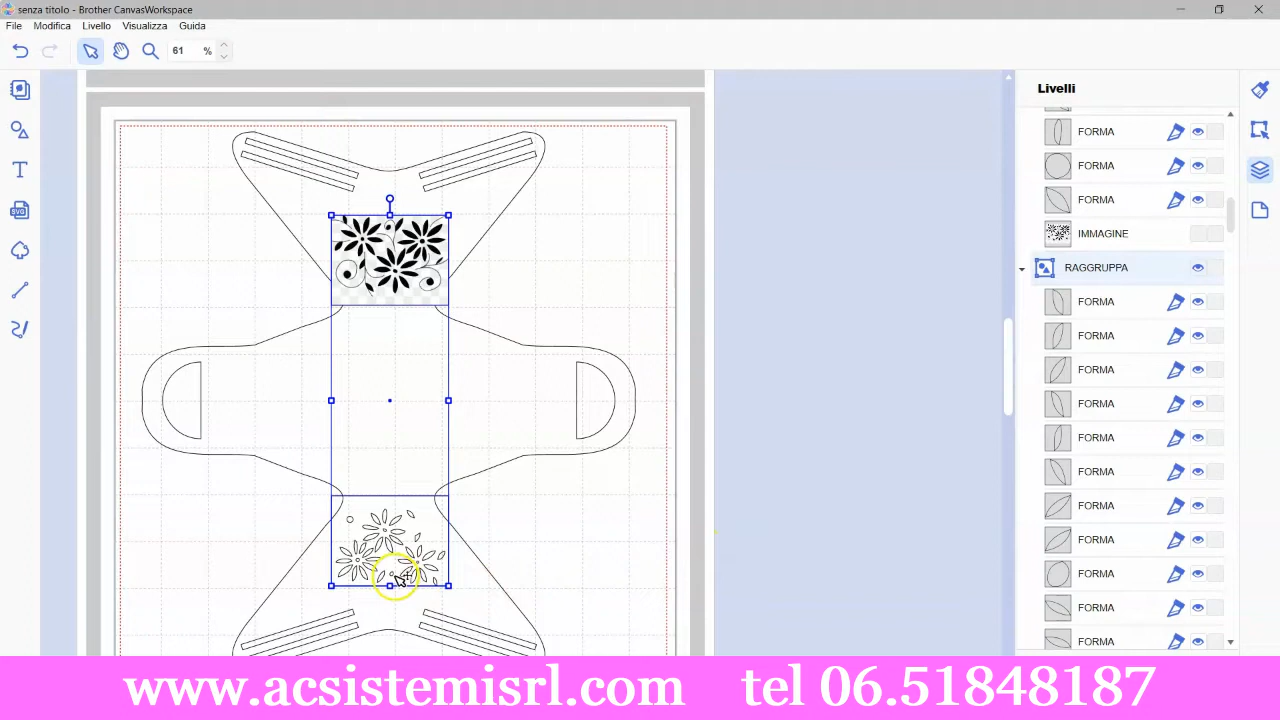 senza titolo - Brother CanvasWorkspace
File Modifica Livello Visualizza Guida
61 %
Livelli
FORMA
FORMA
FORMA
IMMAGINE
RAGGRUPPA
FORMA
FORMA
FORMA
FORMA
FORMA
FORMA
FORMA
FORMA
FORMA
FORMA
FORMA
T
SVG
www.acsistemisrl.com tel 06.51848187